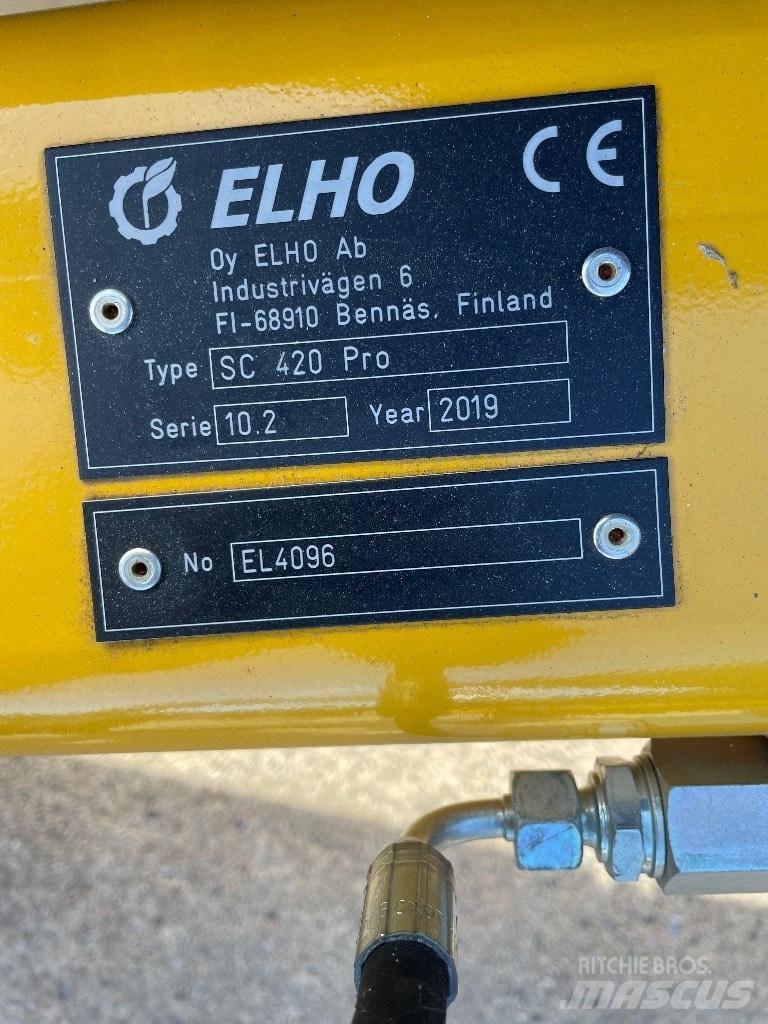 ELHO CE
Oy ELHO Ab
Industrivägen 6
FI-68910 Bennäs. Finland
Type SC 420 Pro
Serie 10.2 Year 2019
No EL4096
RITCHIE BROS.
MASCUS